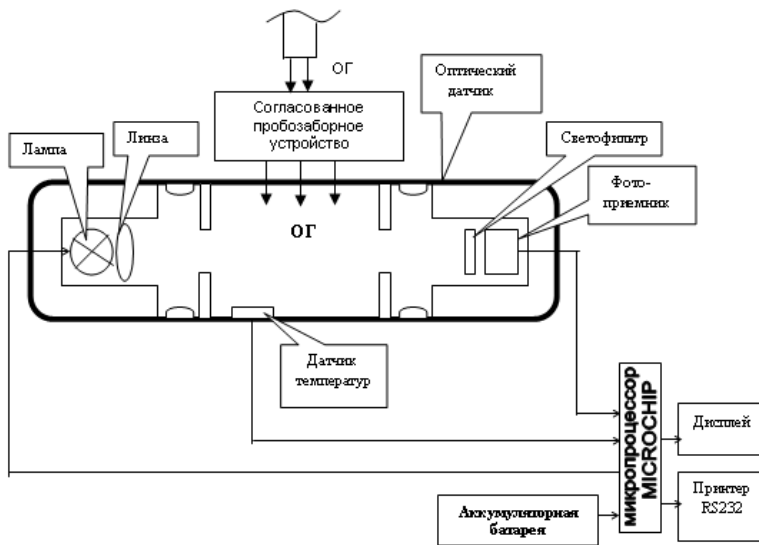 ОГ
Согласованное
пробозаборное
устройство
Оптический
датчик
Лампа
Линза
Светофильтр
Фото-
приемник
ОГ
Датчик
температур
микропроцессор
MICROCHIP
Дисплей
Принтер
RS232
Аккумуляторная
батарея